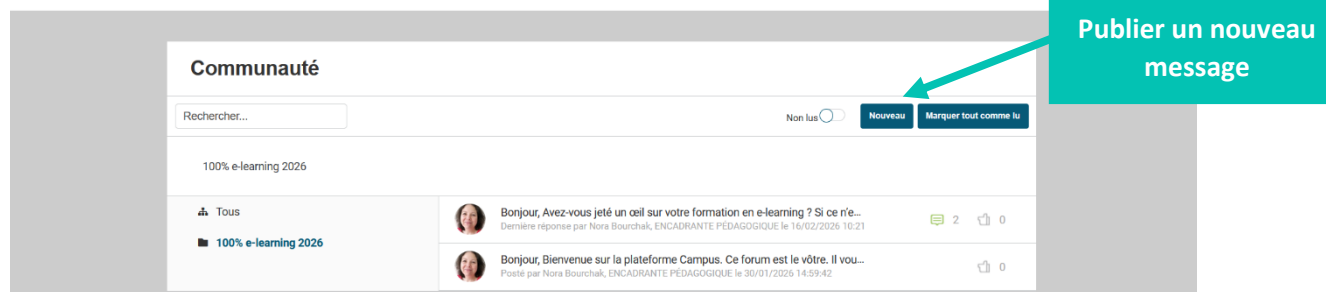 Publier un nouveau
message
Communauté
Rechercher...
Non lus
Nouveau
Marquer tout comme lu
100% e-learning 2026
Tous
100% e-learning 2026
Bonjour, Avez-vous jeté un œil sur votre formation en e-learning ? Si ce n'e...
Dernière réponse par Nora Bourchak, ENCADRANTE PÉDAGOGIQUE le 16/02/2026 10:21
2
0
Bonjour, Bienvenue sur la plateforme Campus. Ce forum est le vôtre. Il vou...
Posté par Nora Bourchak, ENCADRANTE PÉDAGOGIQUE le 30/01/2026 14:59:42
0